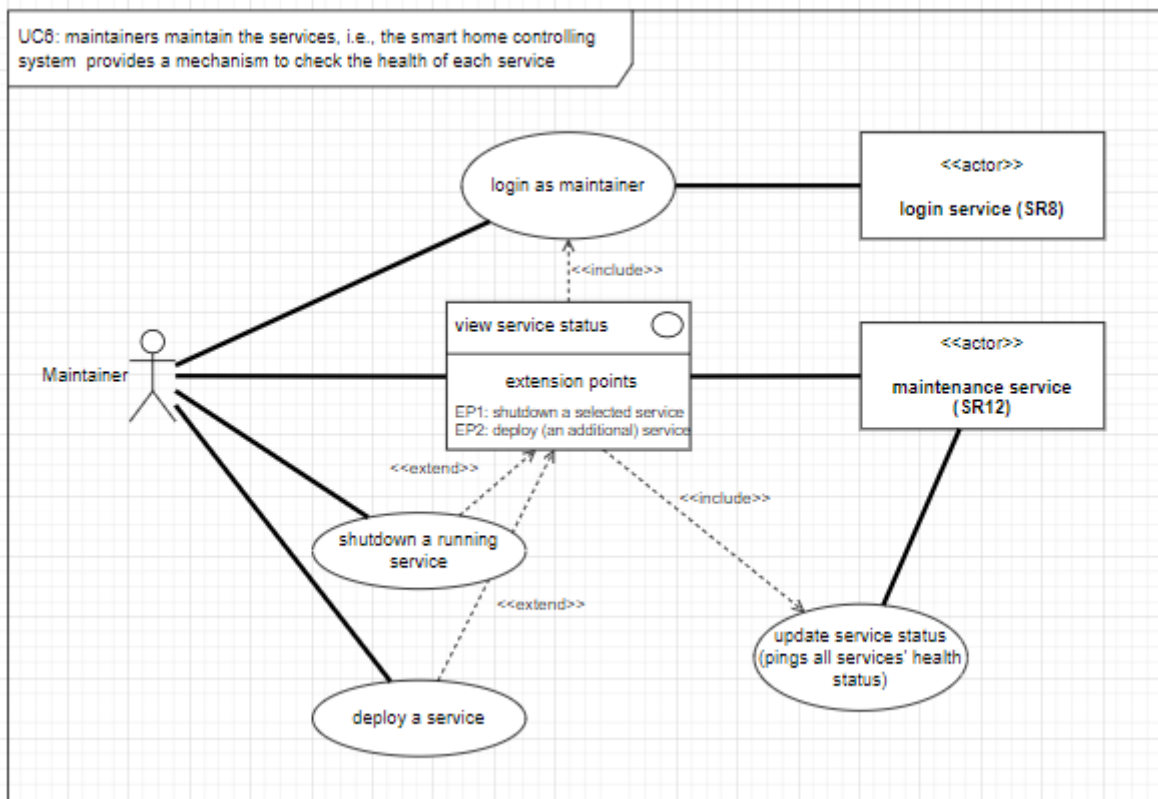 UC6: maintainers maintain the services, i.e., the smart home controlling
system provides a mechanism to check the health of each service
login as maintainer
<<actor>>
login service (SR8)
<<include>>
view service status
<<actor>>
maintenance service
(SR12)
Maintainer
extension points
EP1: shutdown a selected service
EP2: deploy (an additional) service
<<extend>>
<<include>>
shutdown a running
service
<<extend>>
update service status
(pings all services' health
status)
deploy a service